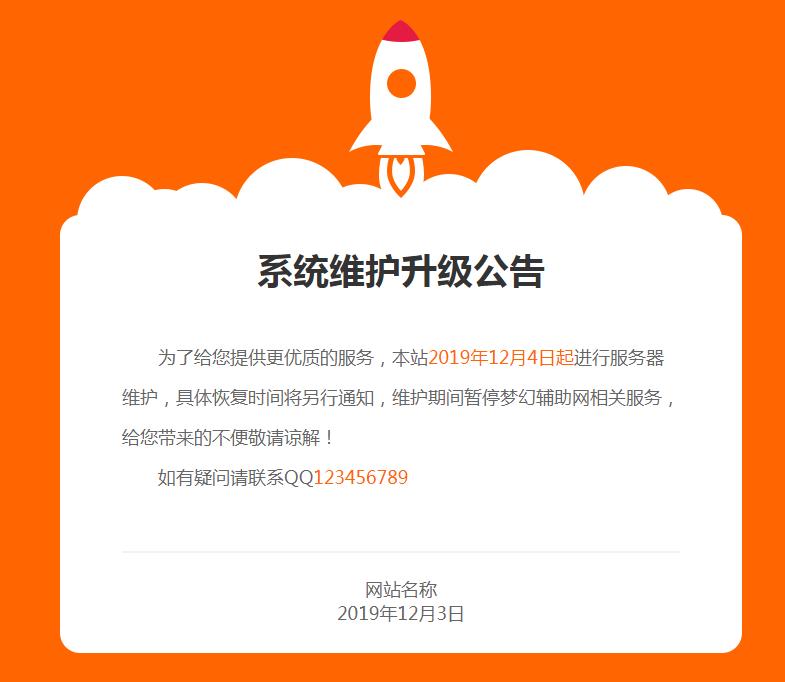 系统维护升级公告
为了给您提供更优质的服务，本站2019年12月4日起进行服务器
维护，具体恢复时间将另行通知，维护期间暂停梦幻辅助网相关服务，
给您带来的不便敬请谅解！
如有疑问请联系QQ123456789
网站名称
2019年12月3日